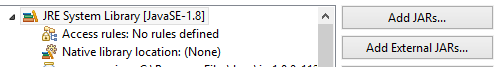 JRE System Library [JavaSE-1.8]
Add JARs...
Access rules: No rules defined
Native library location: (None)
Add External JARs...